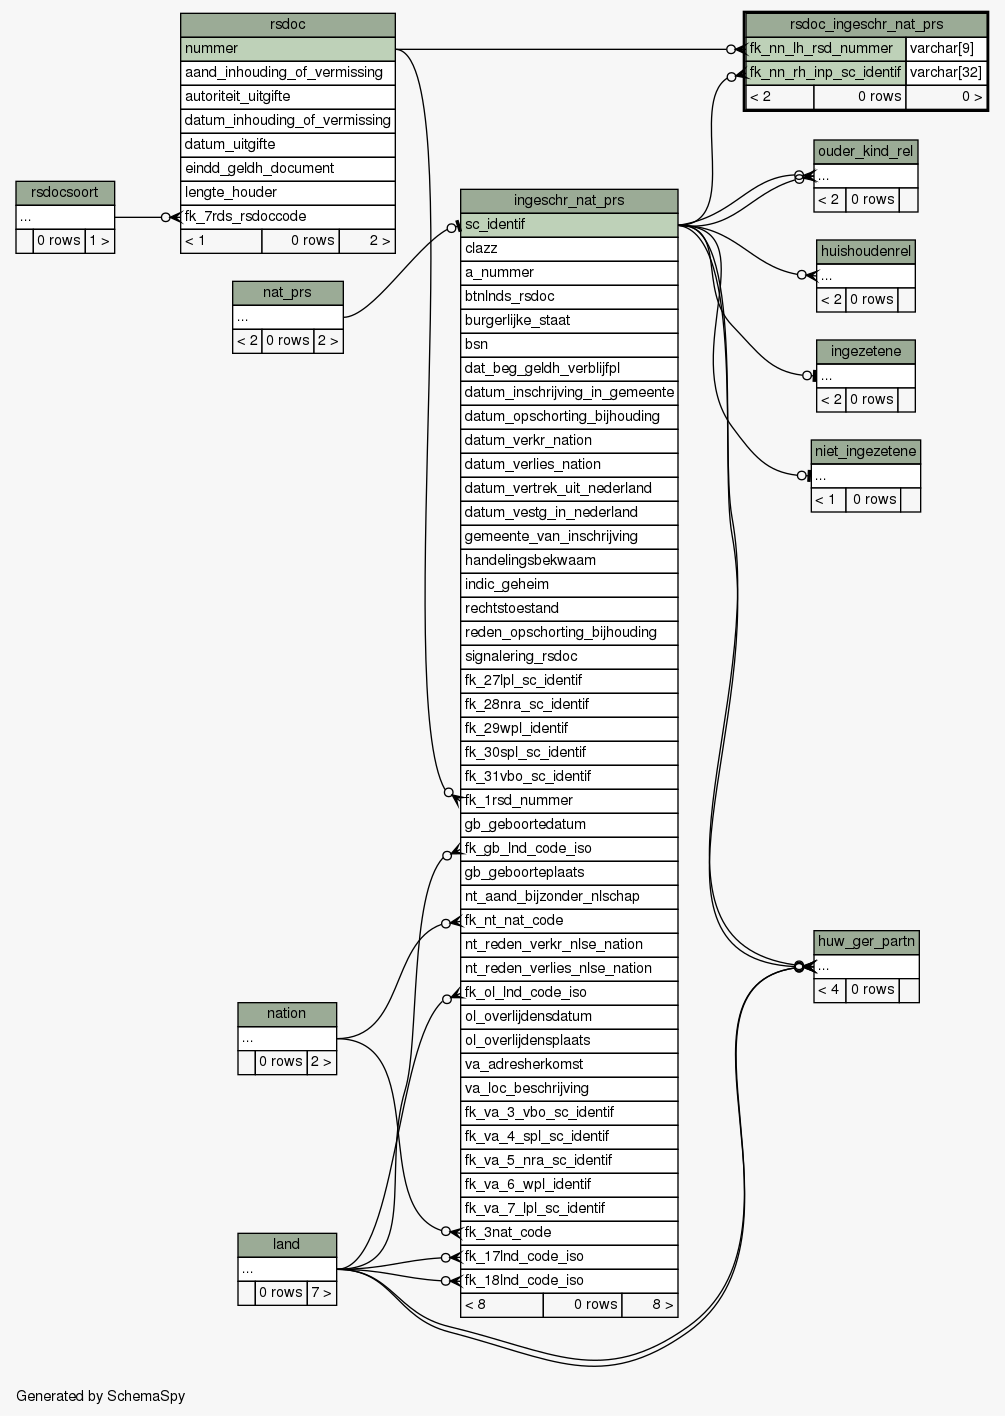 rsdoc
nummer
aand_inhouding_of_vermissing
autoriteit_uitgifte
datum_inhouding_of_vermissing
datum_uitgifte
eindd_geldh_document
lengte_houder
fk_7rds_rsdoccode
< 1 0 rows 2 >
rsdoc_ingeschr_nat_prs
fk_nn_lh_rsd_nummer varchar[9]
fk_nn_rh_inp_sc_identif varchar[32]
< 2 0 rows 0 >
rsdocsoort
...
0 rows 1 >
nat_prs
...
< 2 0 rows 2 >
ingeschr_nat_prs
sc_identif
clazz
a_nummer
btnlnds_rsdoc
burgerlijke_staat
bsn
dat_beg_geldh_verblijfpl
datum_inschrijving_in_gemeente
datum_opschorting_bijhouding
datum_verkr_nation
datum_verlies_nation
datum_vertrek_uit_nederland
datum_vestg_in_nederland
gemeente_van_inschrijving
handelingsbekwaam
indic_geheim
rechtstoestand
reden_opschorting_bijhouding
signalering_rsdoc
fk_27lpl_sc_identif
fk_28nra_sc_identif
fk_29wpl_identif
fk_30spl_sc_identif
fk_31vbo_sc_identif
fk_1rsd_nummer
gb_geboortedatum
fk_gb_lnd_code_iso
gb_geboorteplaats
nt_aand_bijzonder_nlschap
fk_nt_nat_code
nt_reden_verkr_nlse_nation
nt_reden_verlies_nlse_nation
fk_ol_lnd_code_iso
ol_overlijdensdatum
ol_overlijdensplaats
va_adresherkomst
va_loc_beschrijving
fk_va_3_vbo_sc_identif
fk_va_4_spl_sc_identif
fk_va_5_nra_sc_identif
fk_va_6_wpl_identif
fk_va_7_lpl_sc_identif
fk_3nat_code
fk_17lnd_code_iso
fk_18lnd_code_iso
< 8 0 rows 8 >
ouder_kind_rel
...
< 2 0 rows
huishoudenrel
...
< 2 0 rows
ingezetene
...
< 2 0 rows
niet_ingezetene
...
< 1 0 rows
huw_ger_partn
...
< 4 0 rows
nation
...
0 rows 2 >
land
...
0 rows 7 >
Generated by SchemaSpy